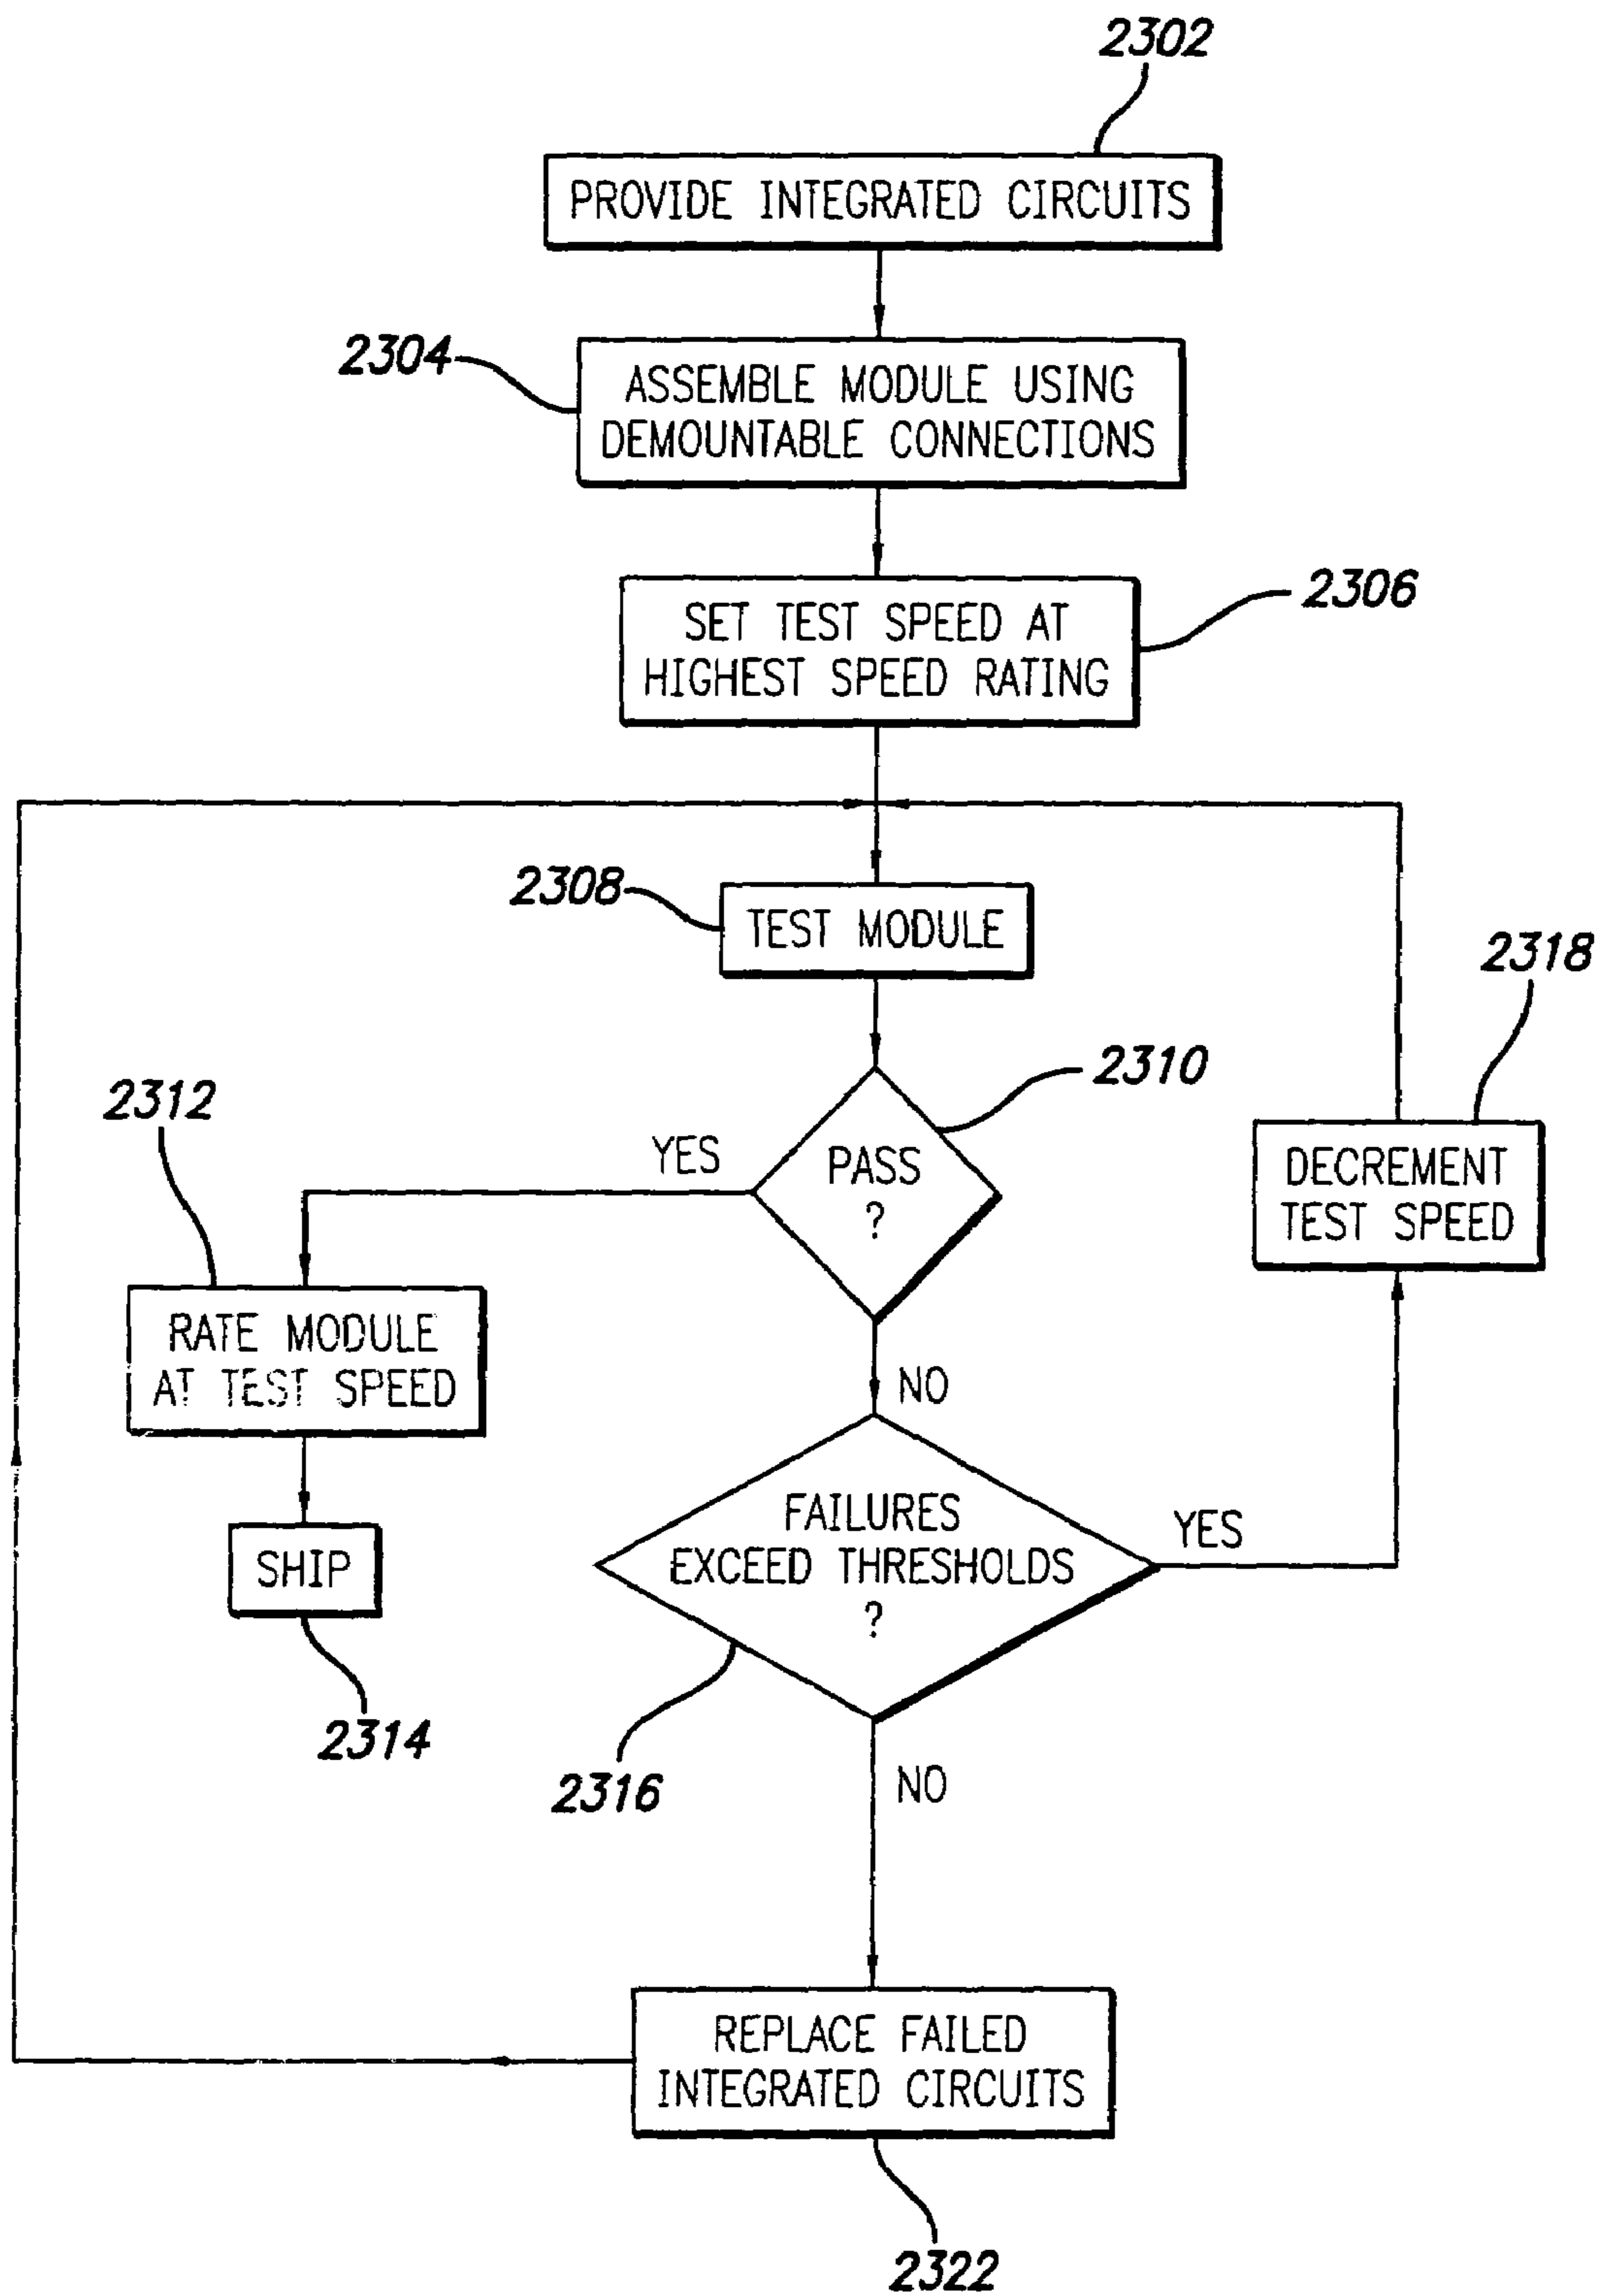 2302
PROVIDE INTEGRATED CIRCUITS
2304
ASSEMBLE MODULE USING
DEMOUNTABLE CONNECTIONS
SET TEST SPEED AT
HIGHEST SPEED RATING
2306
2308
TEST MODULE
2318
2310
2312
YES
PASS
?
DECREMENT
TEST SPEED
RATE MODULE
AT TEST SPEED
NO
FAILURES
EXCEED THRESHOLDS
?
YES
SHIP
2314
2316
NO
REPLACE FAILED
INTEGRATED CIRCUITS
2322